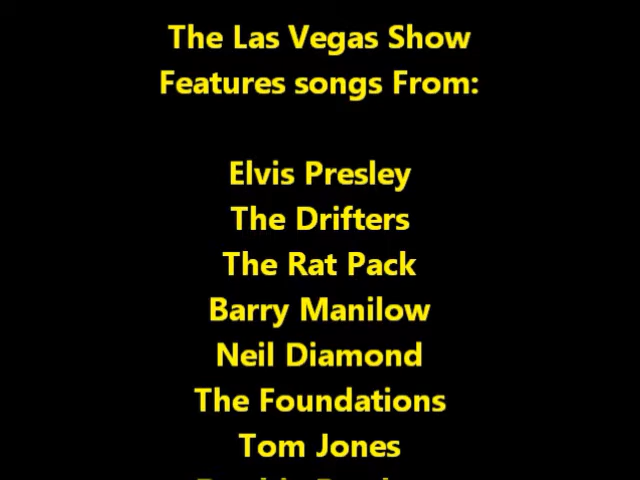 The Las Vegas Show
Features songs From:
Elvis Presley
The Drifters
The Rat Pack
Barry Manilow
Neil Diamond
The Foundations
Tom Jones